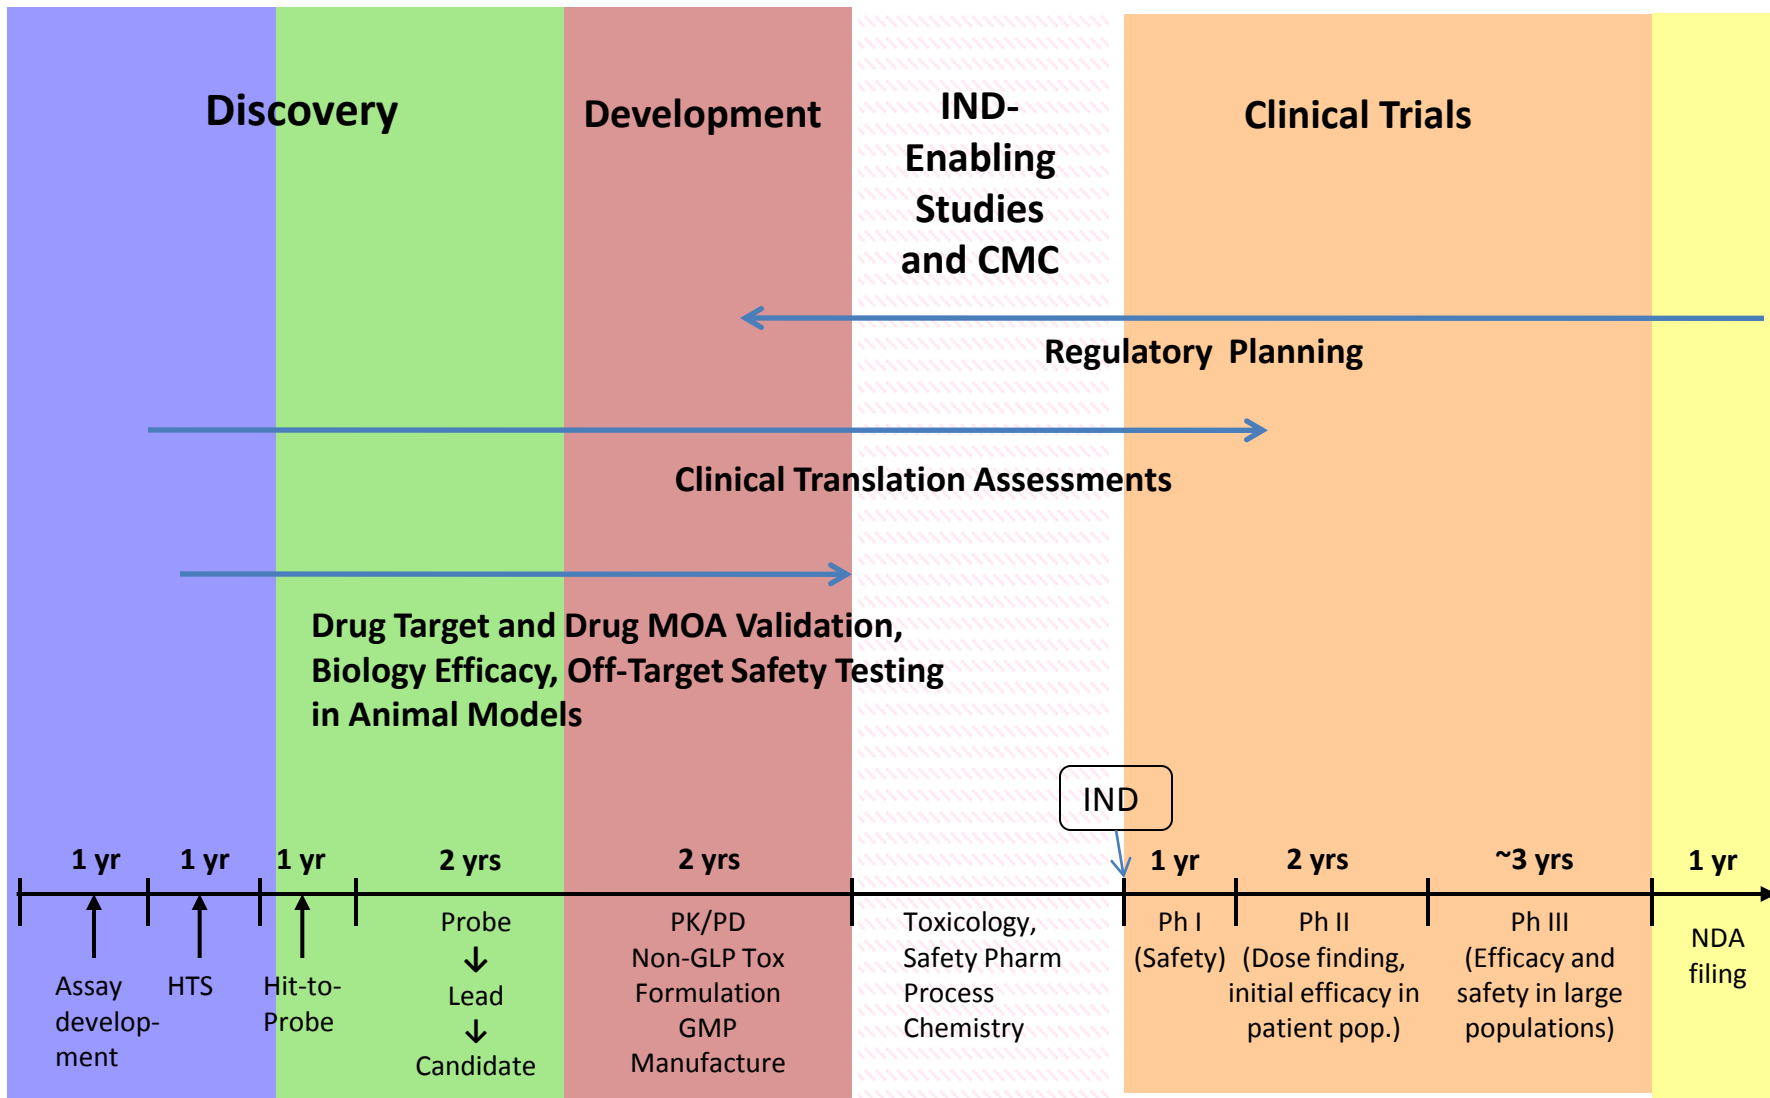 Discovery
Development
IND-
Enabling
Studies
and CMC
Clinical Trials
Regulatory Planning
Clinical Translation Assessments
Drug Target and Drug MOA Validation,
Biology Efficacy, Off-Target Safety Testing
in Animal Models
IND
1 yr
1 yr
1 yr
2 yrs
2 yrs
1 yr
2 yrs
~3 yrs
1 yr
Assay
develop-
ment
HTS
Hit-to-
Probe
Probe
↓
Lead
↓
Candidate
PK/PD
Non-GLP Tox
Formulation
GMP
Manufacture
Toxicology,
Safety Pharm
Process
Chemistry
Ph I
(Safety)
Ph II
(Dose finding,
initial efficacy in
patient pop.)
Ph III
(Efficacy and
safety in large
populations)
NDA
filing